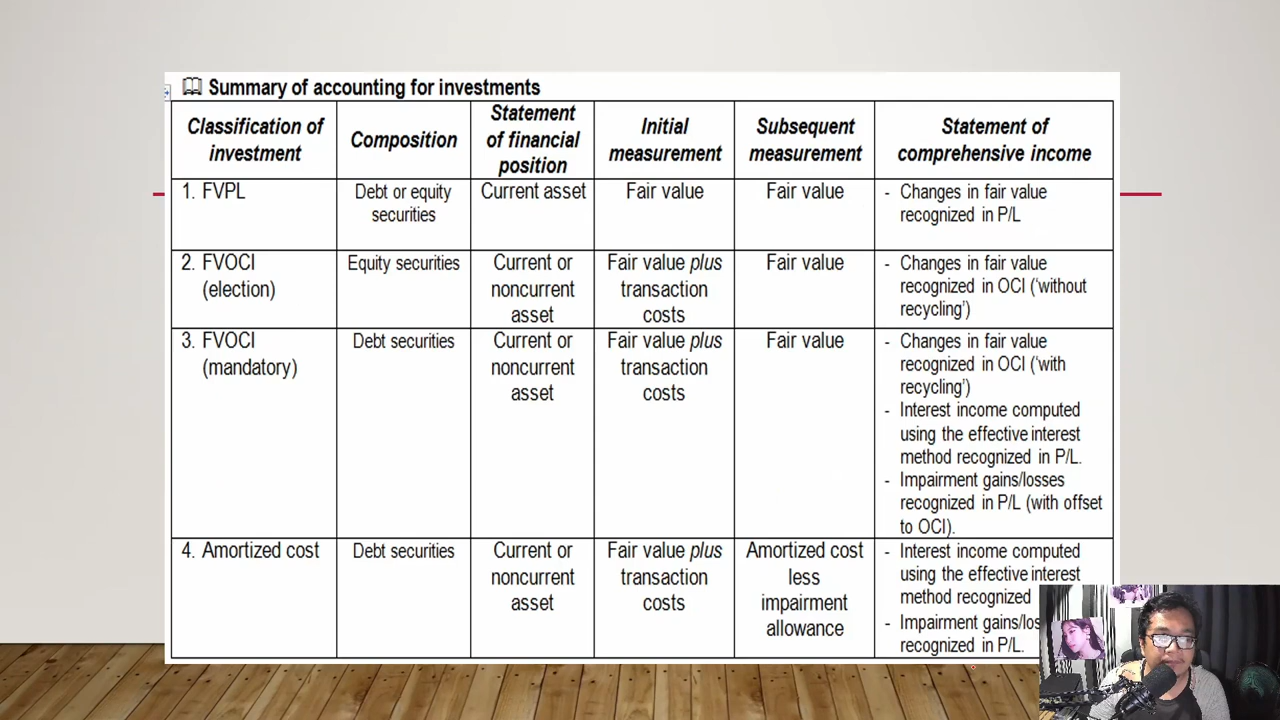 Summary of accounting for investments
Classification of
investment
Composition
Statement
of financial
position
Initial
measurement
Subsequent
measurement
Statement of
comprehensive income
1. FVPL
Debt or equity
securities
Current asset
Fair value
Fair value
- Changes in fair value
recognized in P/L
2. FVOCI
(election)
Equity securities
Current or
noncurrent
asset
Fair value plus
transaction
costs
Fair value
- Changes in fair value
recognized in OCI (‘without
recycling’)
3. FVOCI
(mandatory)
Debt securities
Current or
noncurrent
asset
Fair value plus
transaction
costs
Fair value
- Changes in fair value
recognized in OCI (‘with
recycling’)
- Interest income computed
using the effective interest
method recognized in P/L.
- Impairment gains/losses
recognized in P/L (with offset
to OCI).
4. Amortized cost
Debt securities
Current or
noncurrent
asset
Fair value plus
transaction
costs
Amortized cost
less
impairment
allowance
- Interest income computed
using the effective interest
method recognized
- Impairment gains/los
recognized in P/L.